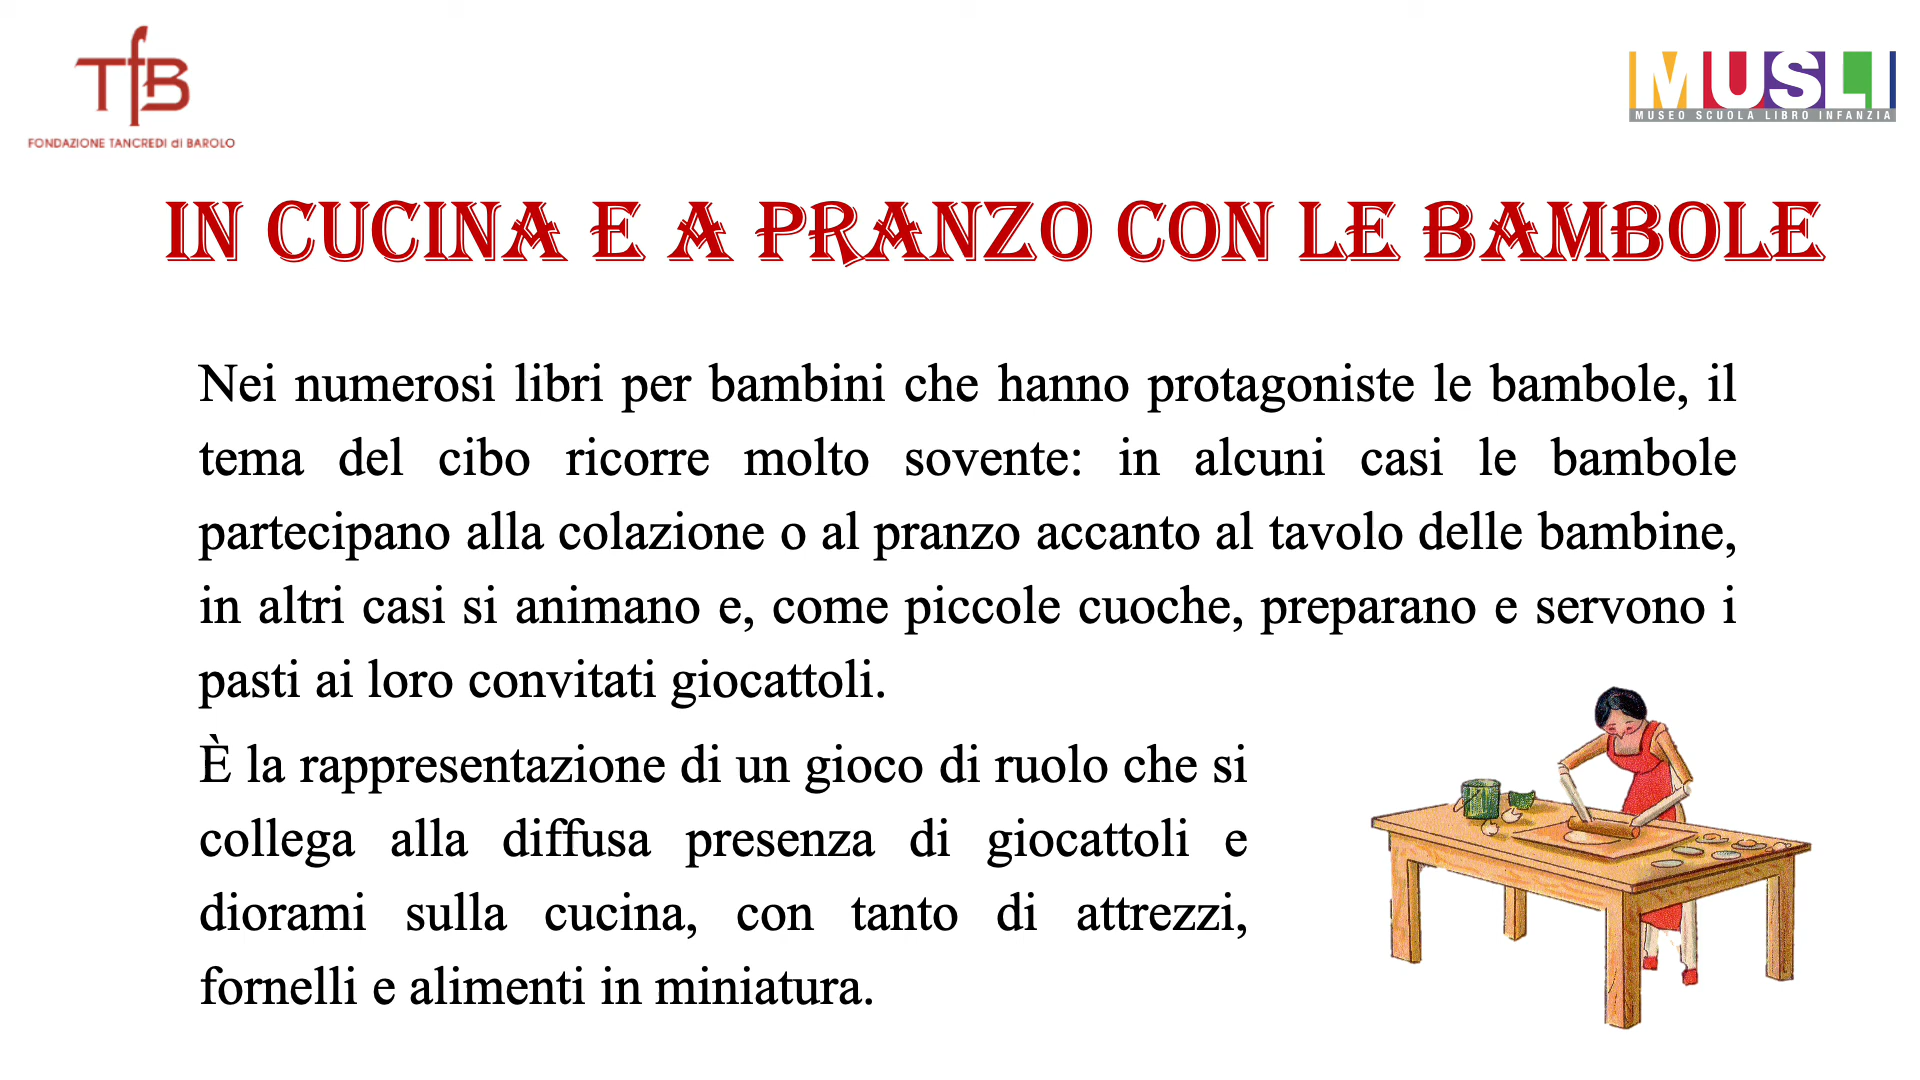 TfB
FONDAZIONE TANCREDI di BAROLO
MUSLI
MUSEO SCUOLA LIBRO INFANZIA
IN CUCINA E A PRANZO CON LE BAMBOLE
Nei numerosi libri per bambini che hanno protagoniste le bambole, il
tema del cibo ricorre molto sovente: in alcuni casi le bambole
partecipano alla colazione o al pranzo accanto al tavolo delle bambine,
in altri casi si animano e, come piccole cuoche, preparano e servono i
pasti ai loro convitati giocattoli.
È la rappresentazione di un gioco di ruolo che si
collega alla diffusa presenza di giocattoli e
diorami sulla cucina, con tanto di attrezzi,
fornelli e alimenti in miniatura.